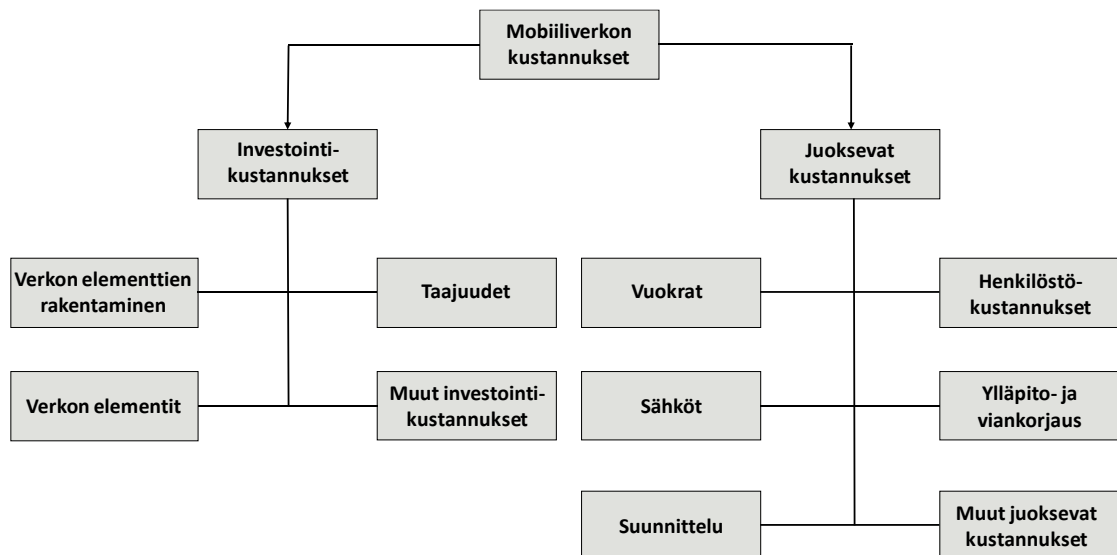 Mobiiliverkon
kustannukset
Investointi-
kustannukset
Juoksevat
kustannukset
Verkon elementtien
rakentaminen
Taajuudet
Vuokrat
Henkilöstö-
kustannukset
Verkon elementit
Muut investointi-
kustannukset
Sähköt
Ylläpito- ja
viankorjaus
Suunnittelu
Muut juoksevat
kustannukset